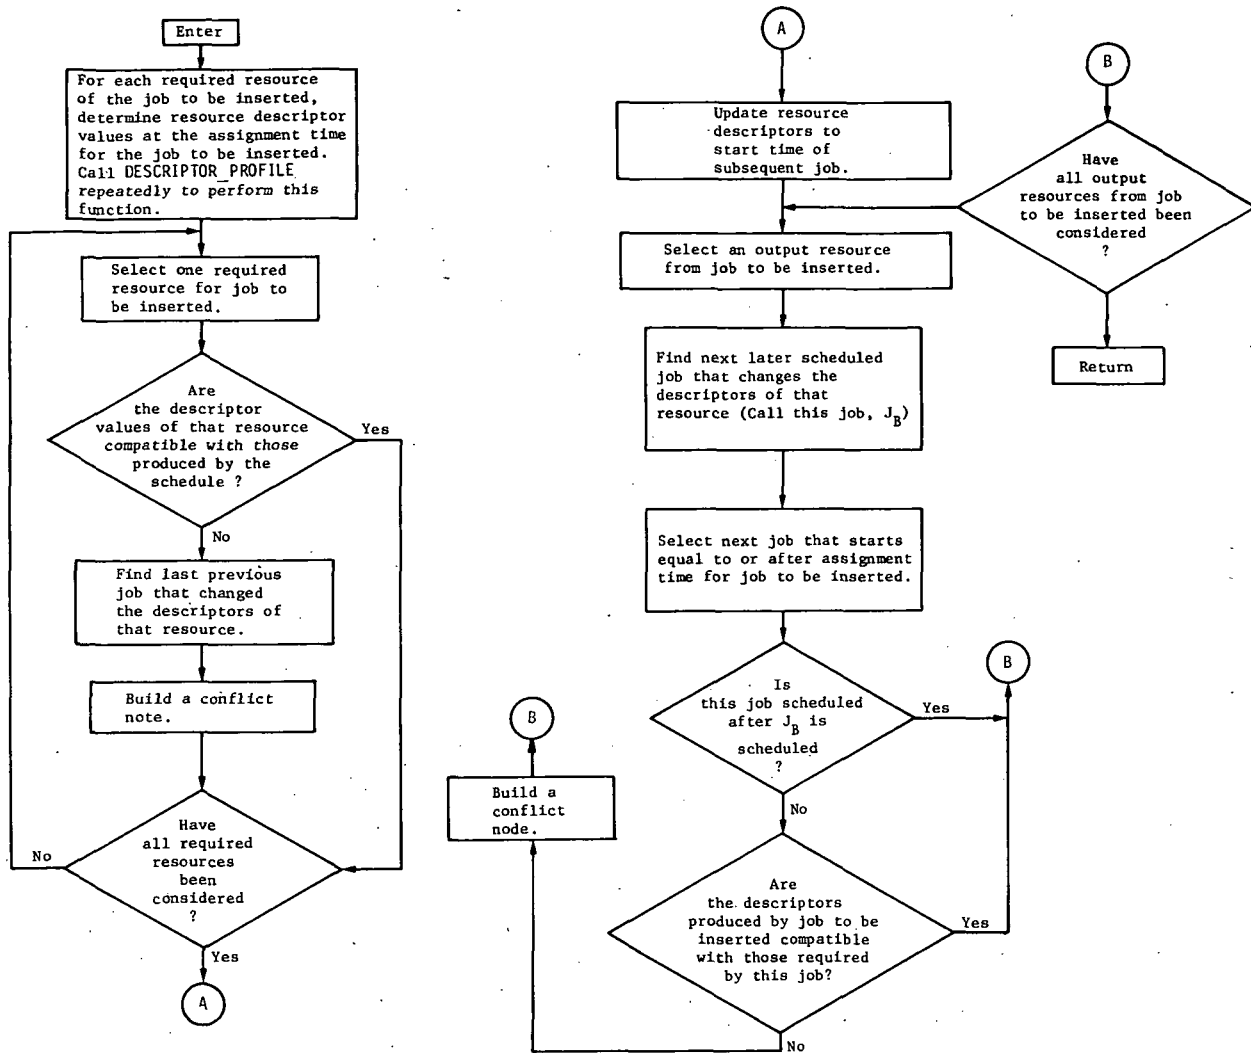 Enter
For each required resource
of the job to be inserted,
determine resource descriptor
values at the assignment time
for the job to be inserted.
Call DESCRIPTOR_PROFILE
repeatedly to perform this
function.
Select one required
resource for job to
be inserted.
Are
the descriptor
values of that resource
compatible with those
produced by the
schedule ?
Yes
No
Find last previous
job that changed
the descriptors of
that resource.
Build a conflict
note.
Have
all required
resources
been
considered
?
No
Yes
A
A
Update resource
descriptors to
start time of
subsequent job.
Select an output resource
from job to be inserted.
Find next later scheduled
job that changes the
descriptors of that
resource (Call this job, J_B)
Select next job that starts
equal to or after assignment
time for job to be inserted.
Is
this job scheduled
after J_B is
scheduled
?
Yes
No
B
Are
the descriptors
produced by job to be
inserted compatible
with those required
by this job?
Yes
No
Build a
conflict
node.
B
B
Have
all output
resources from job
to be inserted been
considered
?
Return